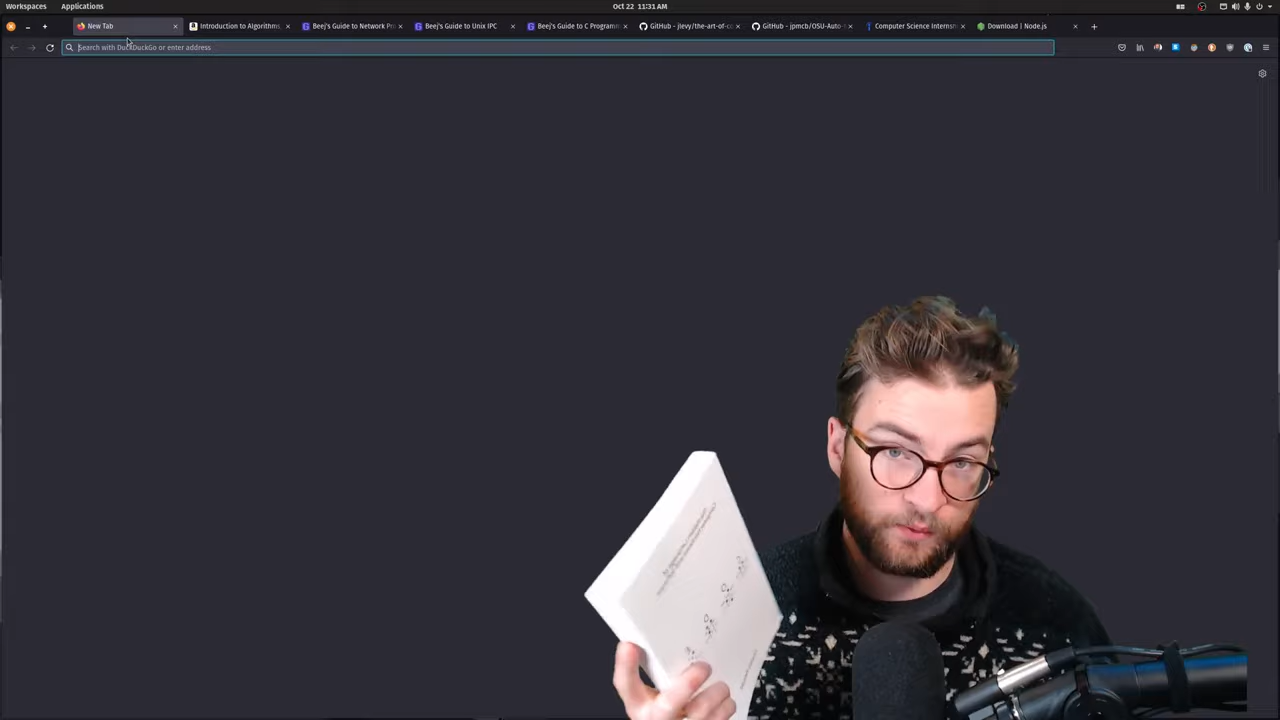 Workspaces Applications Oct 22 11:31 AM
New Tab Introduction to Algorithms Beej's Guide to Network Pr Beej's Guide to Unix IPC Beej's Guide to C Program GitHub - jlevy/the-art-of-c GitHub - jpmcb/OSU-Auto Computer Science Interns Download | Node.js
Search with DuckDuckGo or enter address